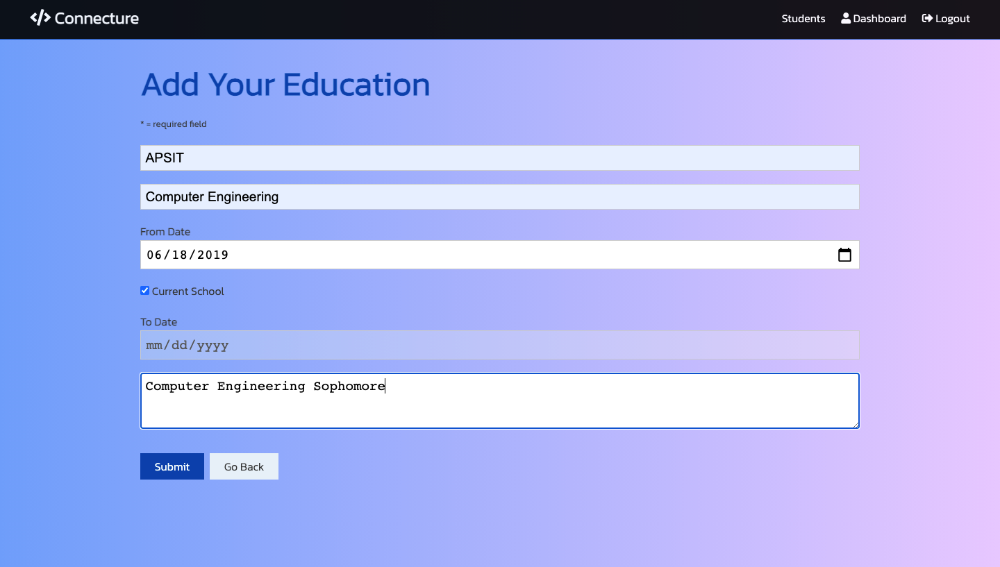 Connecture
Students Dashboard Logout
Add Your Education
* = required field
APSIT
Computer Engineering
From Date
06/18/2019
Current School
To Date
mm/dd/yyyy
Computer Engineering Sophomore
Submit Go Back